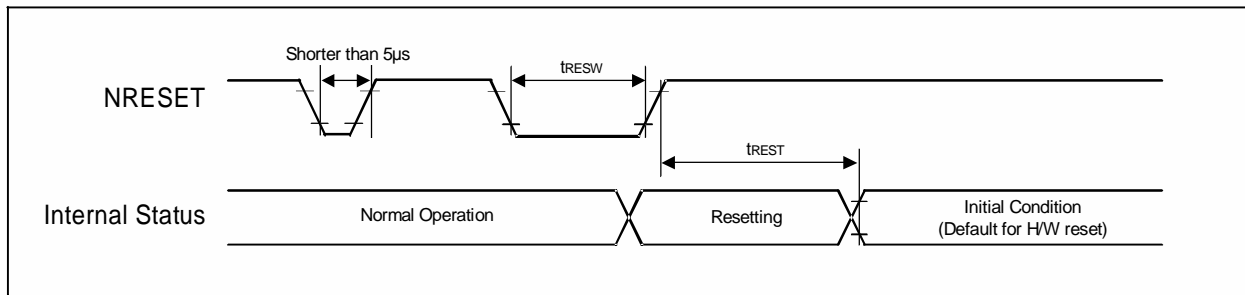 Shorter than 5µs
tRESW
NRESET
tREST
Internal Status
Normal Operation
Resetting
Initial Condition
(Default for H/W reset)